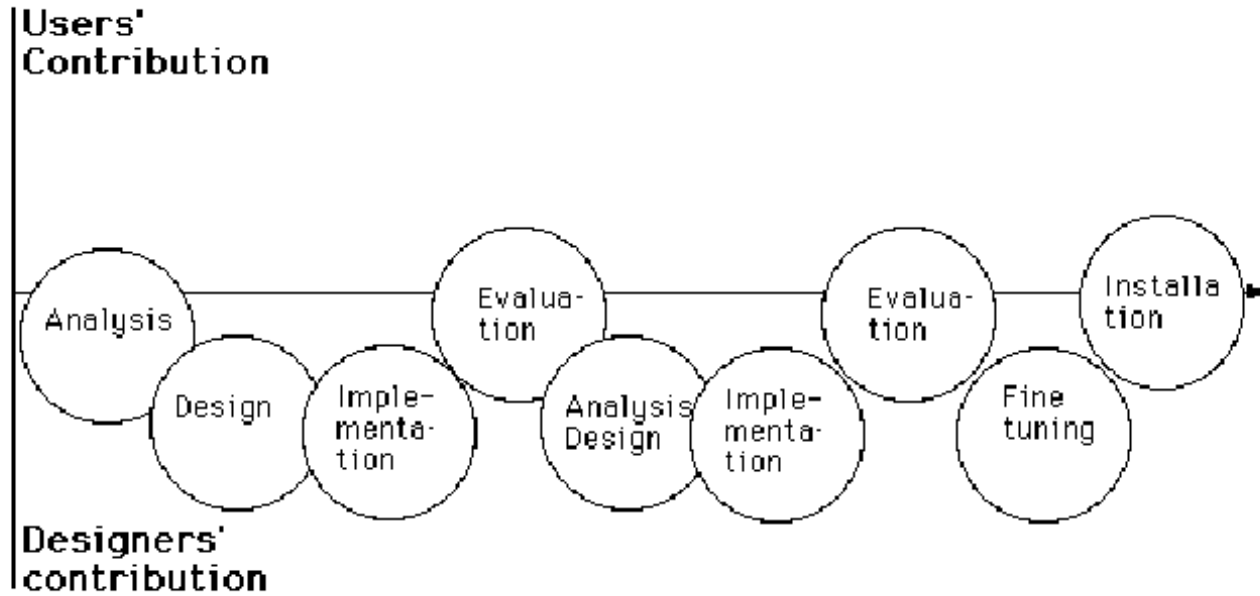 Users'
Contribution
Analysis
Design
Imple-
menta-
tion
Evalua-
tion
Analysis
Design
Imple-
menta-
tion
Evalua-
tion
Fine
tuning
Installa
tion
Designers'
contribution